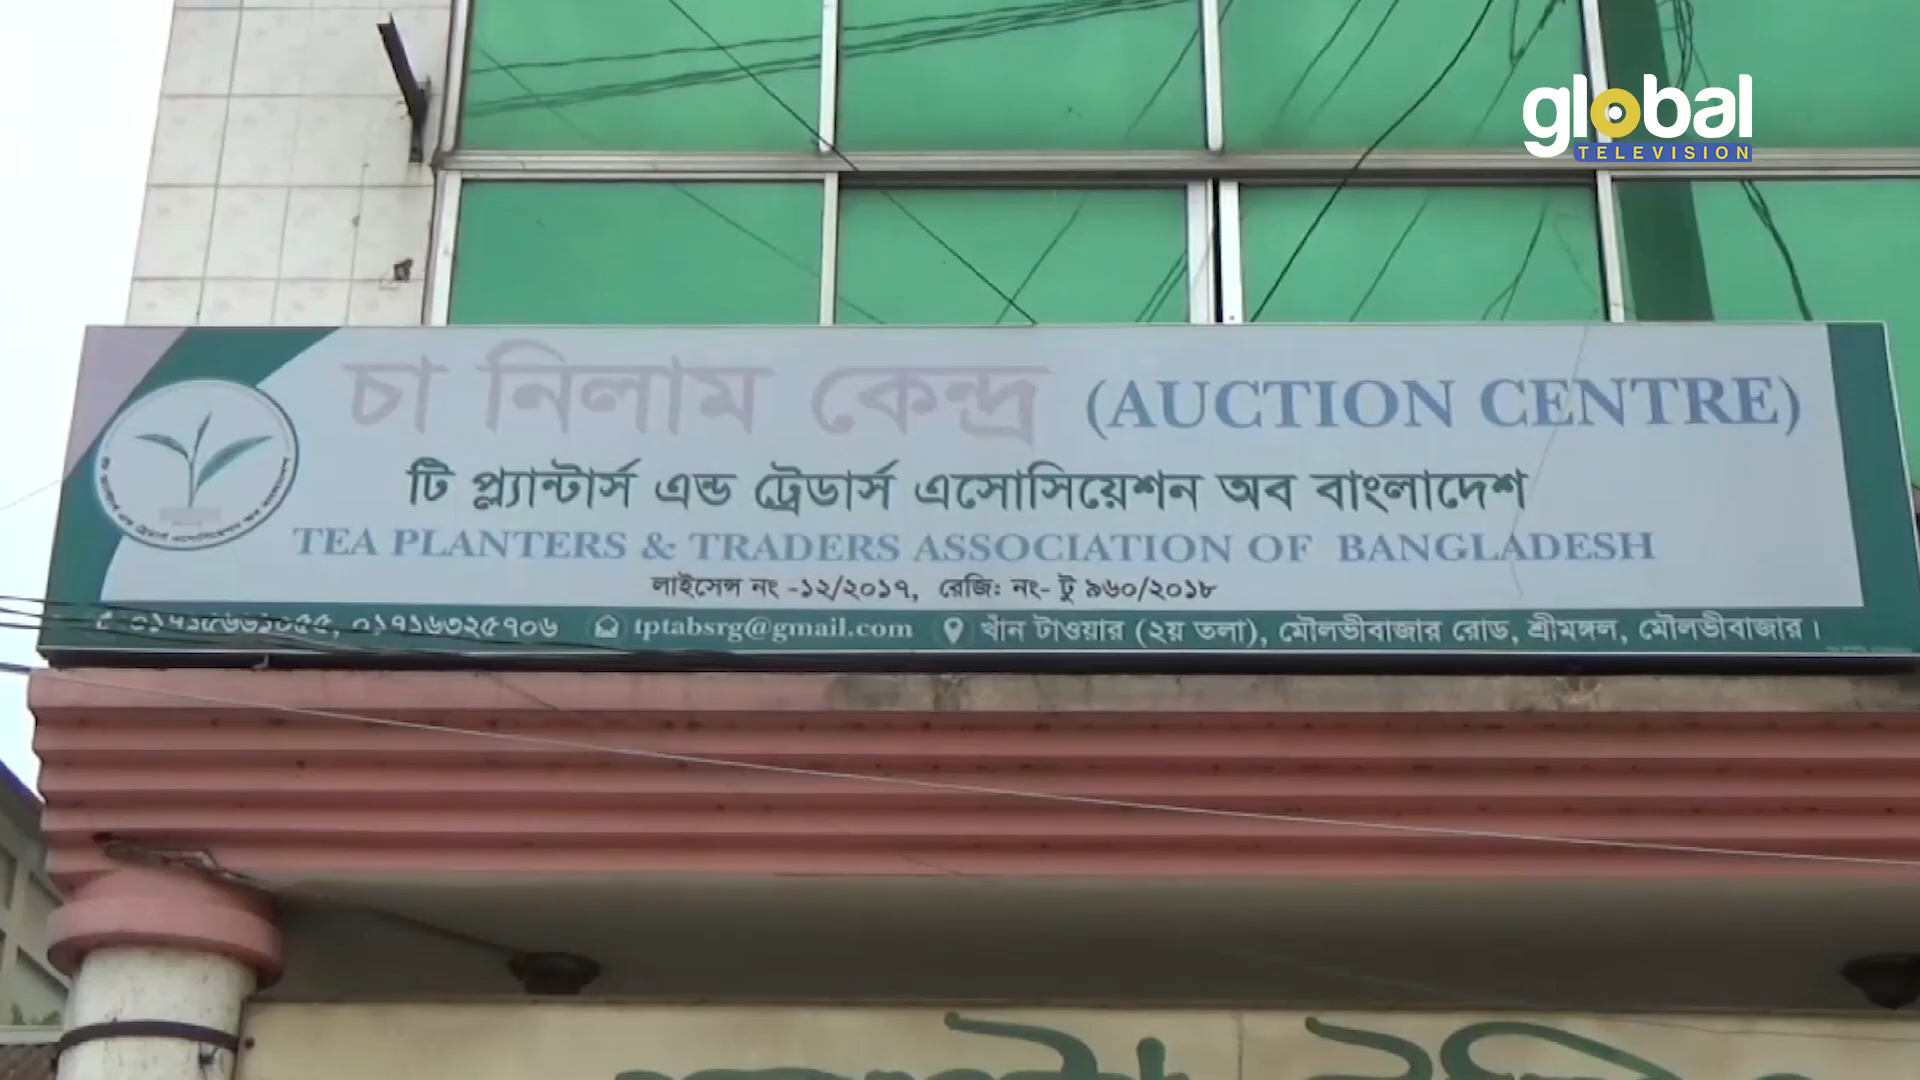 global
TELEVISION
চা নিলাম কেন্দ্র (AUCTION CENTRE)
টি প্ল্যান্টার্স এন্ড ট্রেডার্স এসোসিয়েশন অব বাংলাদেশ
TEA PLANTERS & TRADERS ASSOCIATION OF BANGLADESH
লাইসেন্স নং -১২/২০১৭, রেজি: নং- টু ৯৬০/২০১৮
০১৭১৬৩২৫৭০৬ tptabsrg@gmail.com খাঁন টাওয়ার (২য় তলা), মৌলভীবাজার রোড, শ্রীমঙ্গল, মৌলভীবাজার।